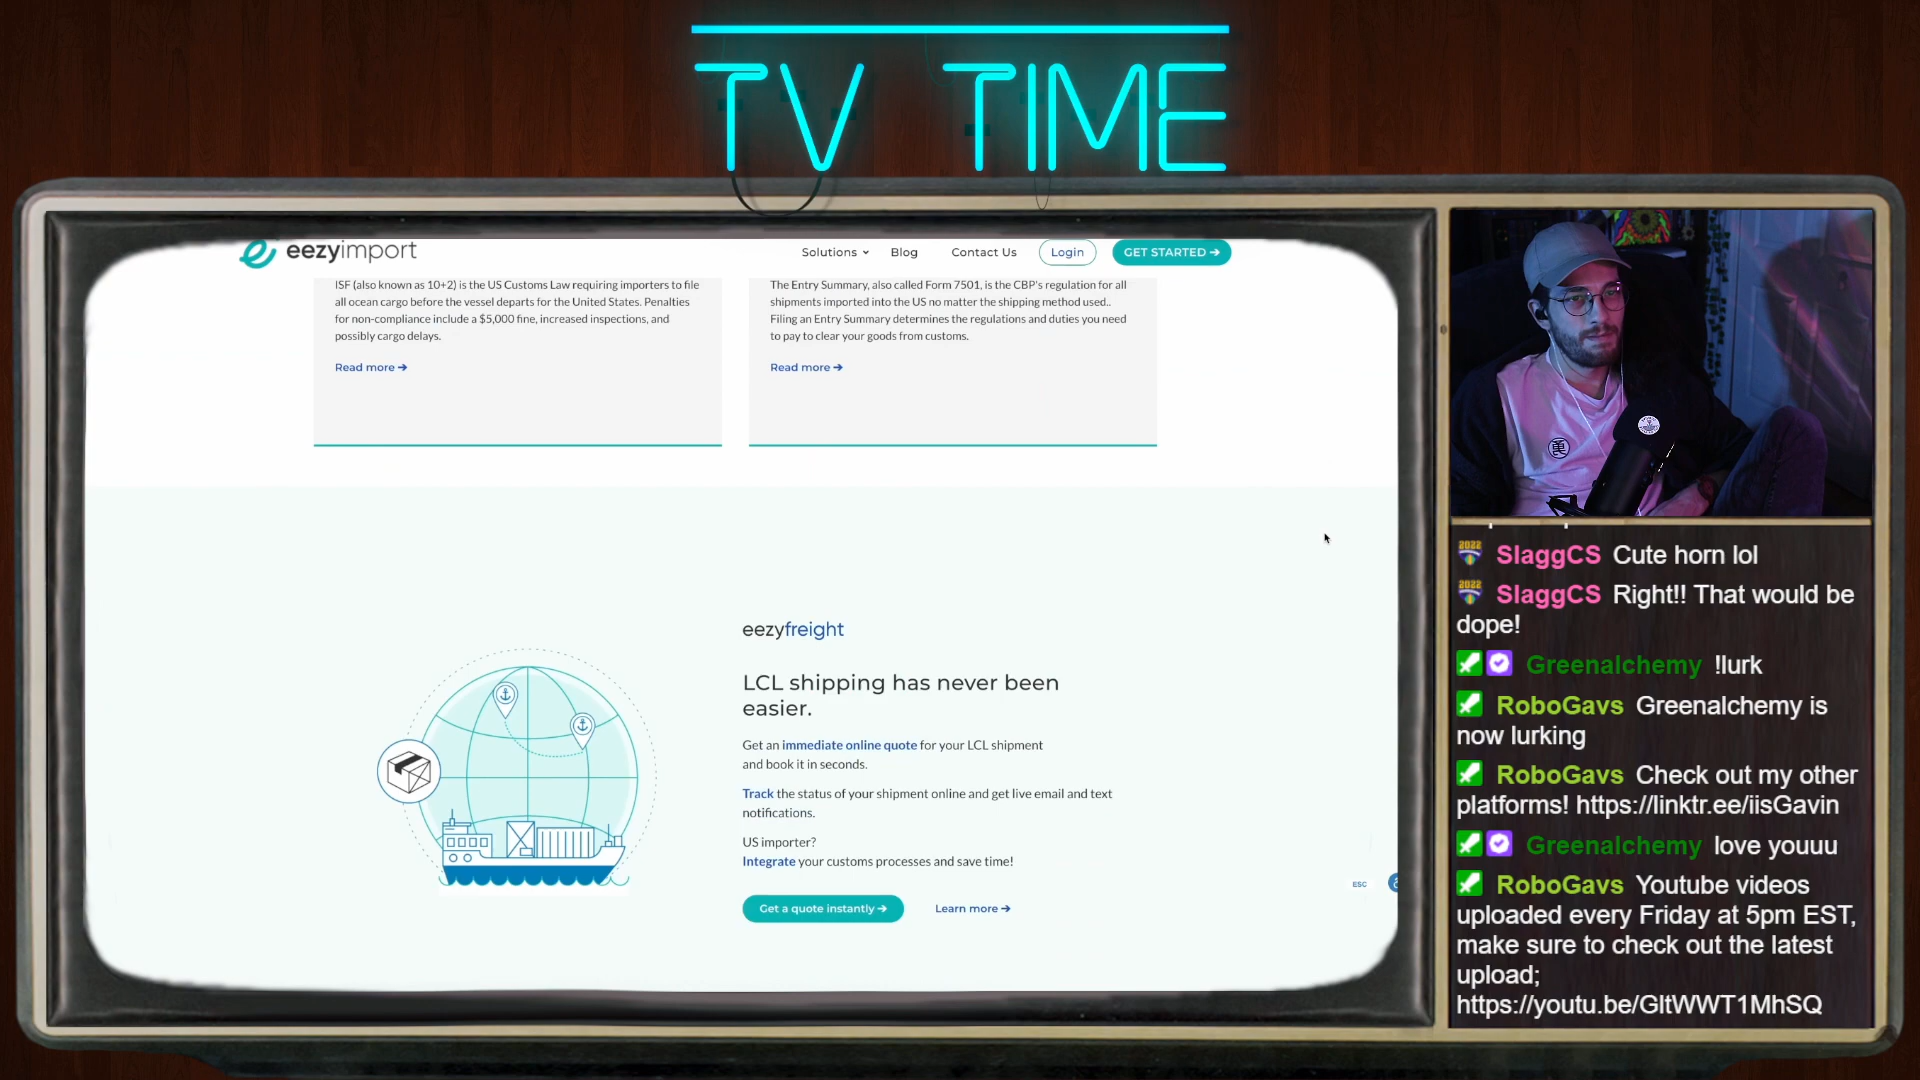 TV TIME
eezyimport
Solutions
Blog
Contact Us
Login
GET STARTED →
ISF (also known as 10+2) is the US Customs Law requiring importers to file
all ocean cargo before the vessel departs for the United States. Penalties
for non-compliance include a $5,000 fine, increased inspections, and
possibly cargo delays.
Read more →
The Entry Summary, also called Form 7501, is the CBP's regulation for all
shipments imported into the US no matter the shipping method used..
Filing an Entry Summary determines the regulations and duties you need
to pay to clear your goods from customs.
Read more →
eezyfreight
LCL shipping has never been
easier.
Get an immediate online quote for your LCL shipment
and book it in seconds.
Track the status of your shipment online and get live email and text
notifications.
US importer?
Integrate your customs processes and save time!
Get a quote instantly →
Learn more →
ESC
2022 SlaggCS Cute horn lol
2022 SlaggCS Right!! That would be
dope!
Greenalchemy !lurk
RoboGavs Greenalchemy is
now lurking
RoboGavs Check out my other
platforms! https://linktr.ee/iisGavin
Greenalchemy love youuu
RoboGavs Youtube videos
uploaded every Friday at 5pm EST,
make sure to check out the latest
upload;
https://youtu.be/GltWWT1MhSQ